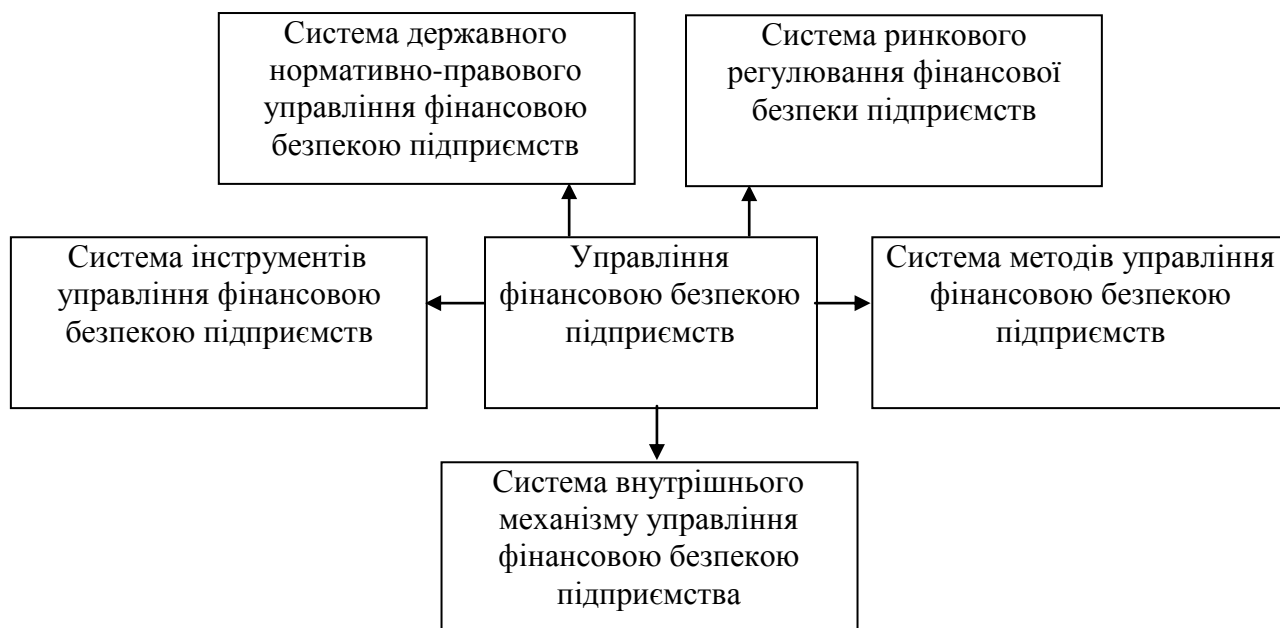 Система державного
нормативно-правового
управління фінансовою
безпекою підприємств
Система ринкового
регулювання фінансової
безпеки підприємств
Система інструментів
управління фінансовою
безпекою підприємств
Управління
фінансовою безпекою
підприємств
Система методів управління
фінансовою безпекою
підприємств
Система внутрішнього
механізму управління
фінансовою безпекою
підприємства